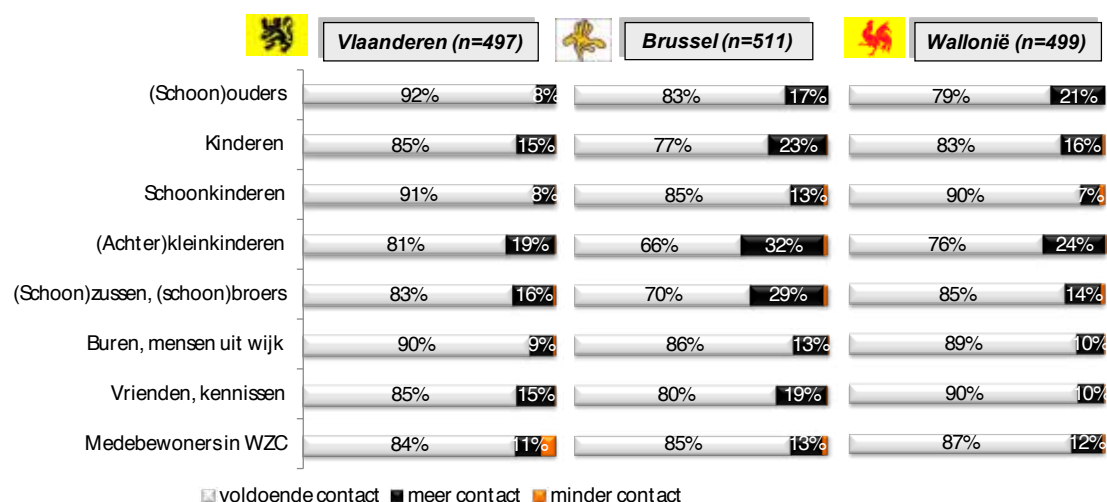 Vlaanderen (n=497) Brussel (n=511) Wallonië (n=499)
(Schoon)ouders 92% 8% 83% 17% 79% 21%
Kinderen 85% 15% 77% 23% 83% 16%
Schoonkinderen 91% 8% 85% 13% 90% 7%
(Achter)kleinkinderen 81% 19% 66% 32% 76% 24%
(Schoon)zussen, (schoon)broers 83% 16% 70% 29% 85% 14%
Buren, mensen uit wijk 90% 9% 86% 13% 89% 10%
Vrienden, kennissen 85% 15% 80% 19% 90% 10%
Medebewoners in WZC 84% 11% 85% 13% 87% 12%
voldoende contact meer contact minder contact